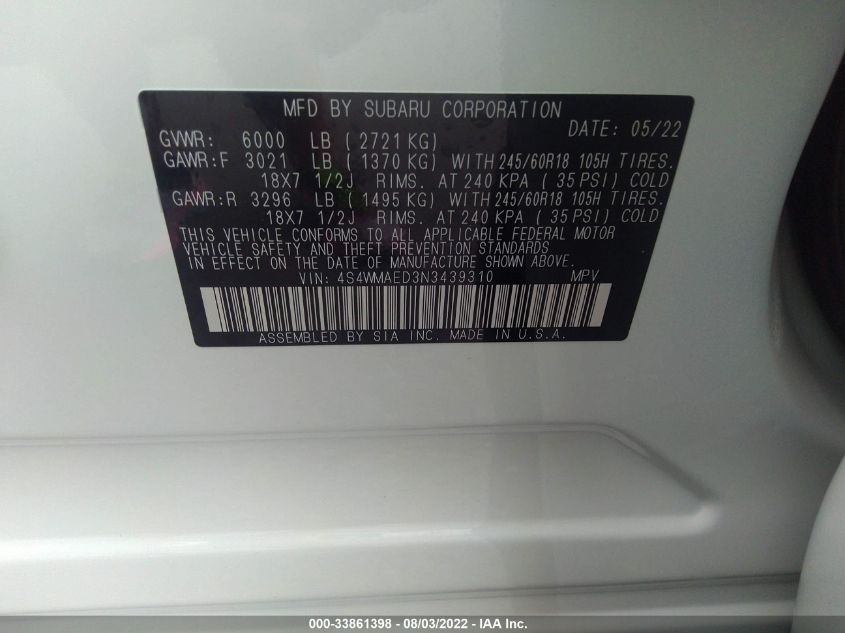 MFD BY SUBARU CORPORATION
DATE: 05/22
GVWR: 6000 LB ( 2721 KG)
GAWR:F 3021 LB ( 1370 KG) WITH 245/60R18 105H TIRES.
18X7 1/2J RIMS. AT 240 KPA ( 35 PSI) COLD
GAWR:R 3296 LB ( 1495 KG) WITH 245/60R18 105H TIRES.
18X7 1/2J RIMS. AT 240 KPA ( 35 PSI) COLD
THIS VEHICLE CONFORMS TO ALL APPLICABLE FEDERAL MOTOR
VEHICLE SAFETY AND THEFT PREVENTION STANDARDS
IN EFFECT ON THE DATE OF MANUFACTURE SHOWN ABOVE.
VIN: 4S4WMAED3N3439310 MPV
ASSEMBLED BY SIA INC. MADE IN U.S.A.
000-33861398 - 08/03/2022 - IAA Inc.